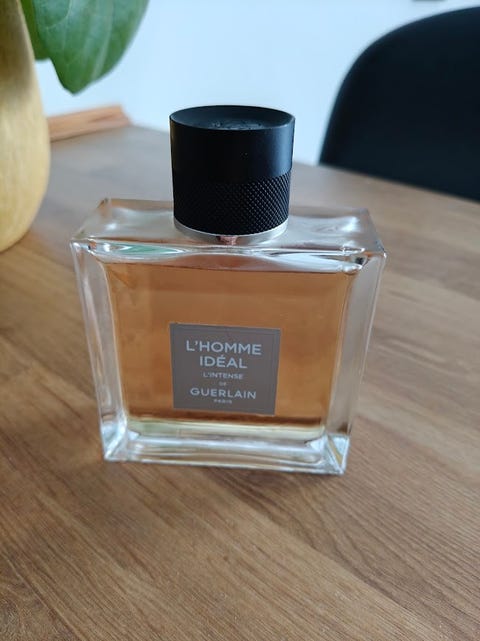 L'HOMME
IDÉAL
L'INTENSE
DE
GUERLAIN
PARIS